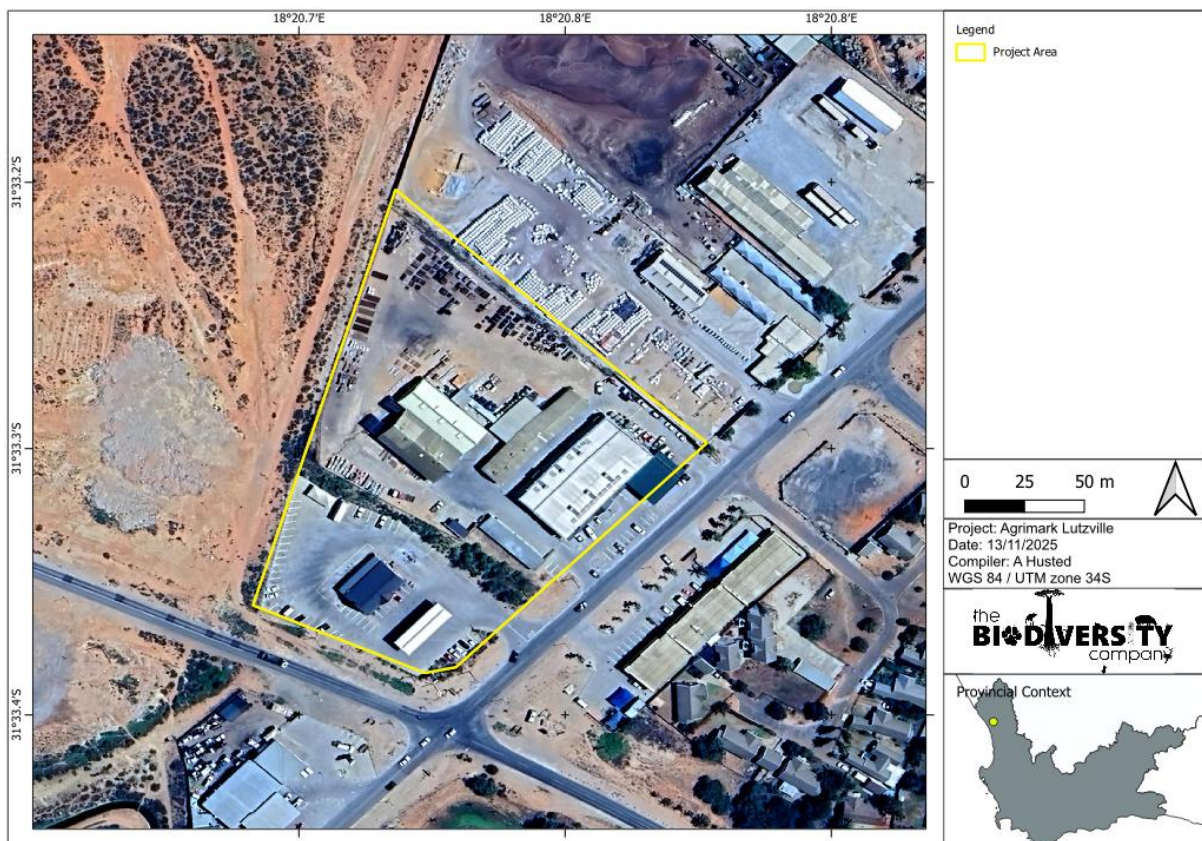 18°20.7'E 18°20.8'E 18°20.8'E
31°33.2'S
31°33.3'S
31°33.4'S
Legend
Project Area
0 25 50 m
Project: Agrimark Lutzville
Date: 13/11/2025
Compiler: A Husted
WGS 84 / UTM zone 34S
the
BIODIVERSITY
company
Provincial Context